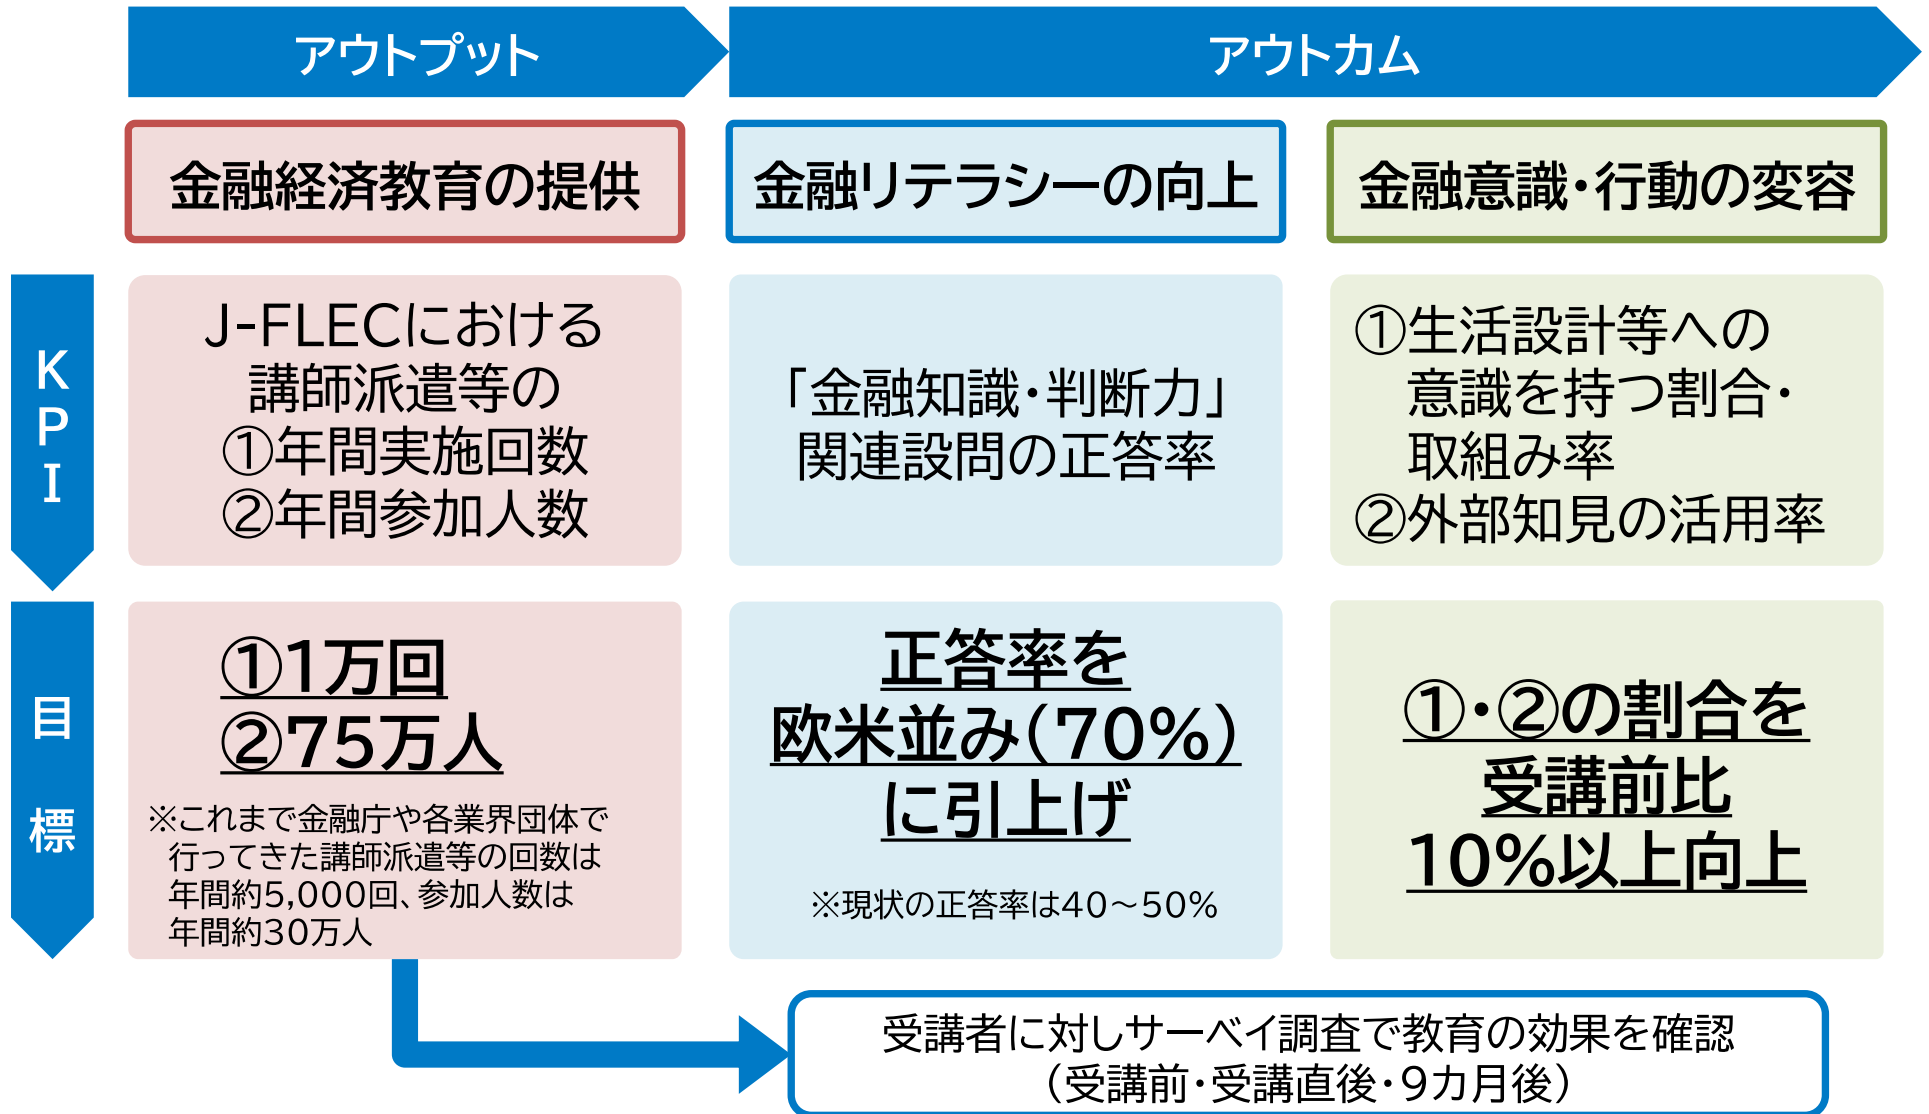 アウトプット
アウトカム
金融経済教育の提供
金融リテラシーの向上
金融意識・行動の変容
KPI
J-FLECにおける
講師派遣等の
①年間実施回数
②年間参加人数
「金融知識・判断力」
関連設問の正答率
①生活設計等への
意識を持つ割合・
取組み率
②外部知見の活用率
目標
①1万回
②75万人
※これまで金融庁や各業界団体で
行ってきた講師派遣等の回数は
年間約5,000回、参加人数は
年間約30万人
正答率を
欧米並み（70%）
に引上げ
※現状の正答率は40～50%
①・②の割合を
受講前比
10%以上向上
受講者に対しサーベイ調査で教育の効果を確認
（受講前・受講直後・9カ月後）